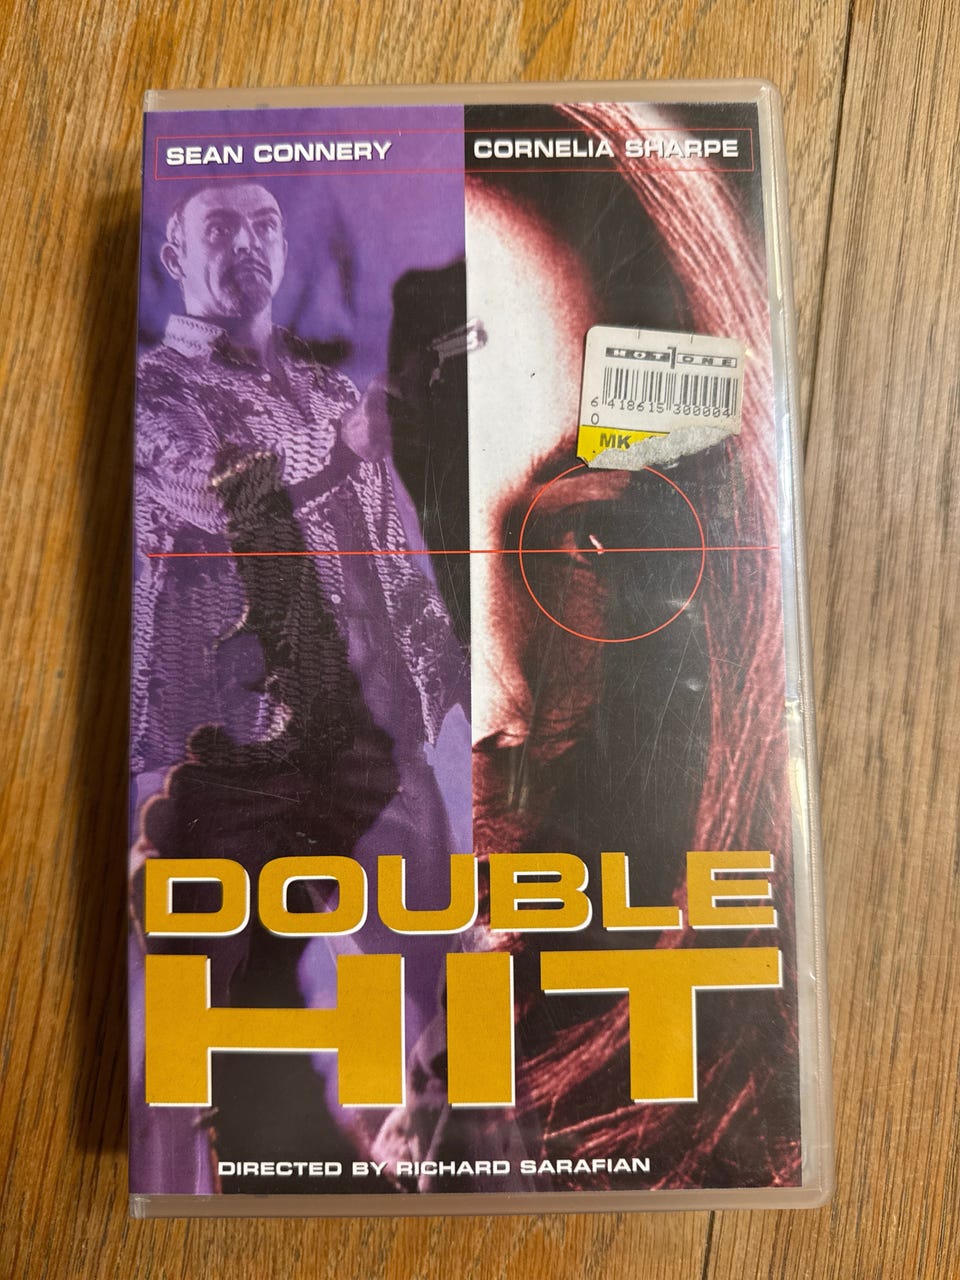 SEAN CONNERY
CORNELIA SHARPE
HOT ONE
6 418615 300004
0
MK
DOUBLE
HIT
DIRECTED BY RICHARD SARAFIAN